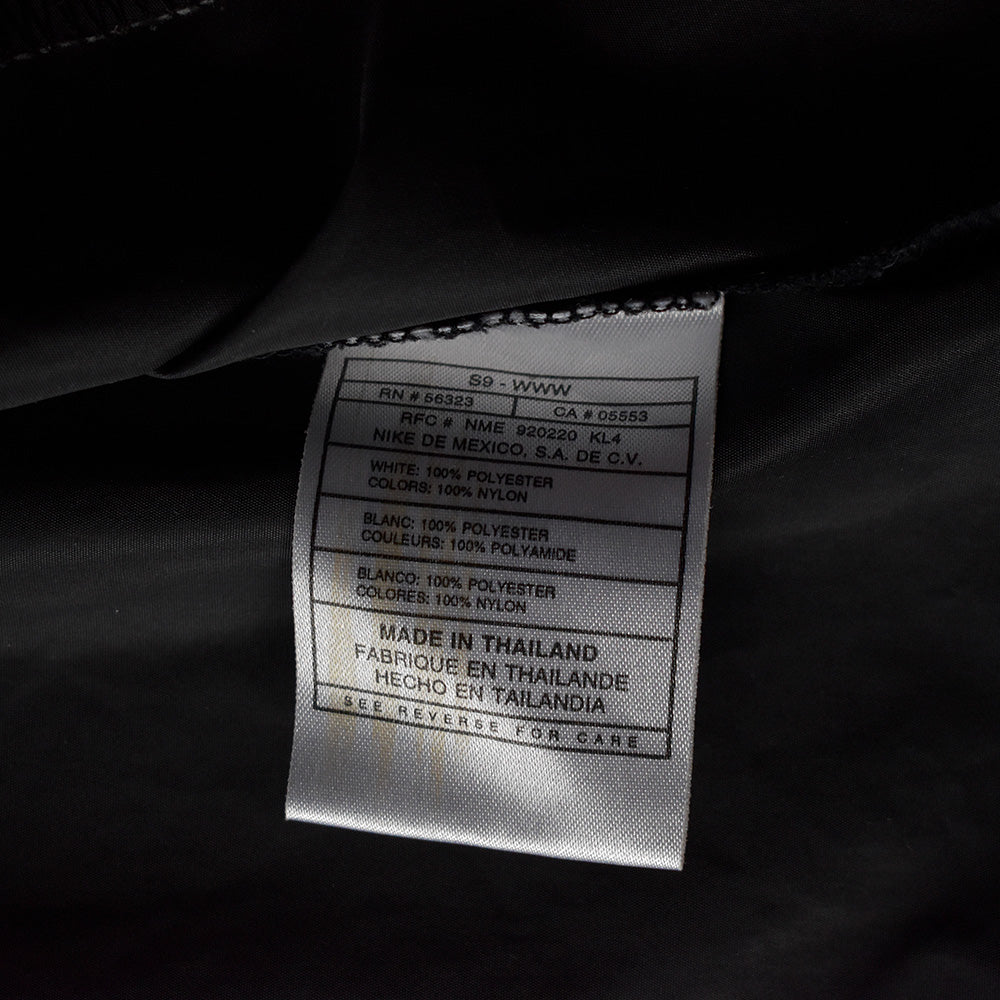 S9 - WWW
RN # 56323 CA # 05553
RFC # NME 920220 KL4
NIKE DE MEXICO, S.A. DE C.V.
WHITE: 100% POLYESTER
COLORS: 100% NYLON
BLANC: 100% POLYESTER
COULEURS: 100% POLYAMIDE
BLANCO: 100% POLYESTER
COLORES: 100% NYLON
MADE IN THAILAND
FABRIQUE EN THAILANDE
HECHO EN TAILANDIA
SEE REVERSE FOR CARE